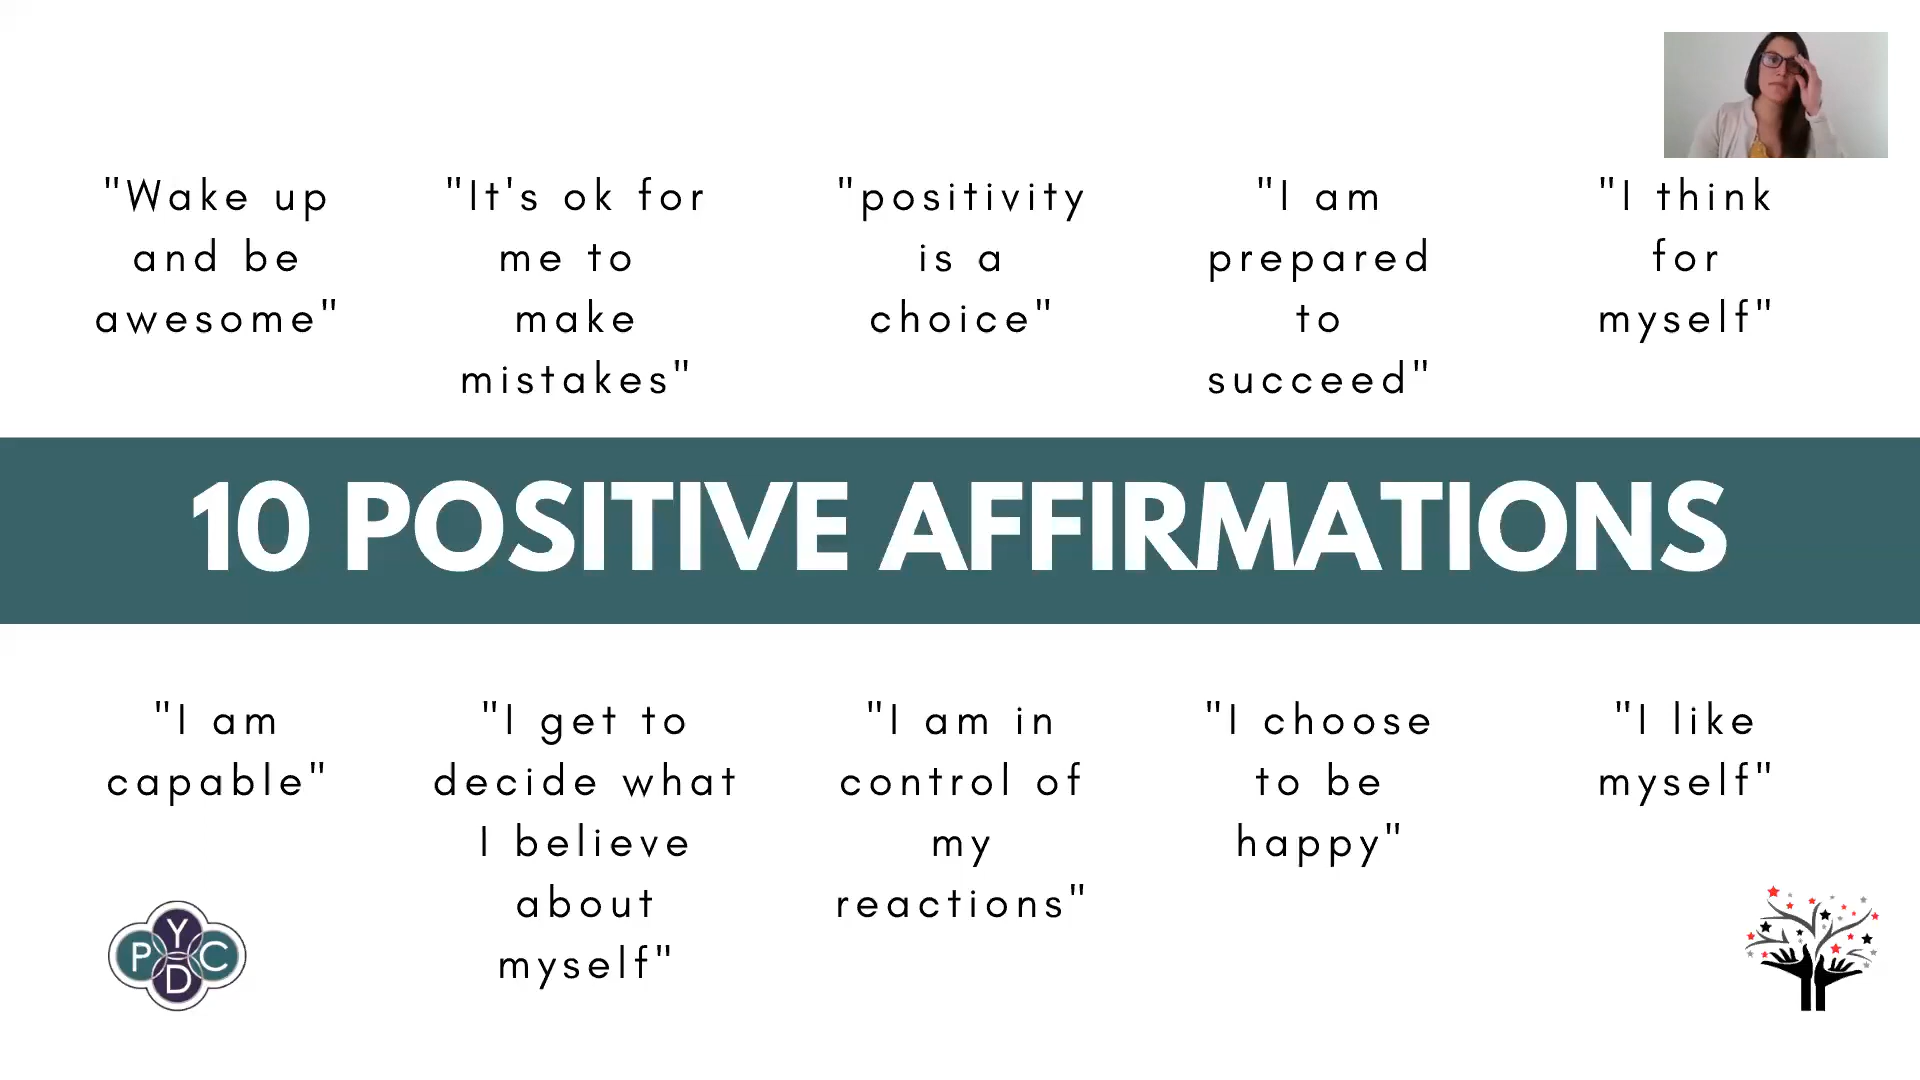 "Wake up
and be
awesome"
"It's ok for
me to
make
mistakes"
"positivity
is a
choice"
"I am
prepared
to
succeed"
"I think
for
myself"
10 POSITIVE AFFIRMATIONS
"I am
capable"
"I get to
decide what
I believe
about
myself"
"I am in
control of
my
reactions"
"I choose
to be
happy"
"I like
myself"
Y
P C
D